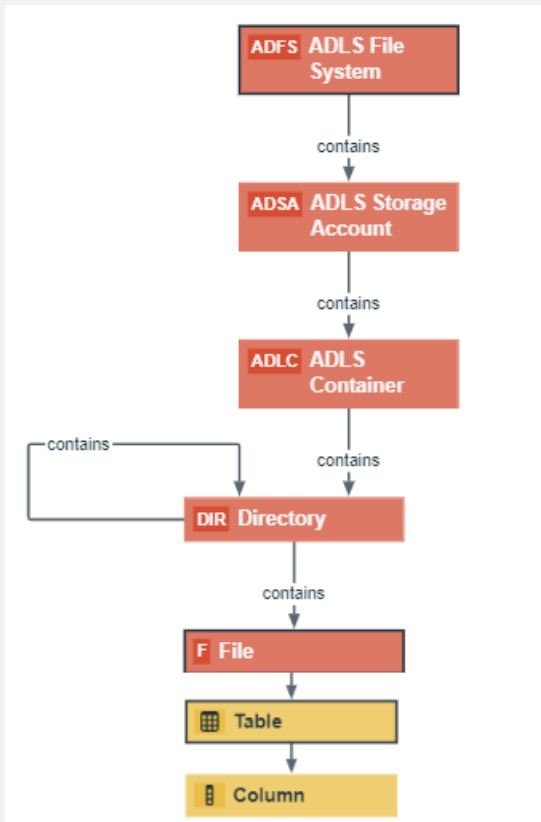 ADFS ADLS File
System
contains
ADSA ADLS Storage
Account
contains
ADLC ADLS
Container
contains
contains
DIR Directory
contains
F File
Table
Column